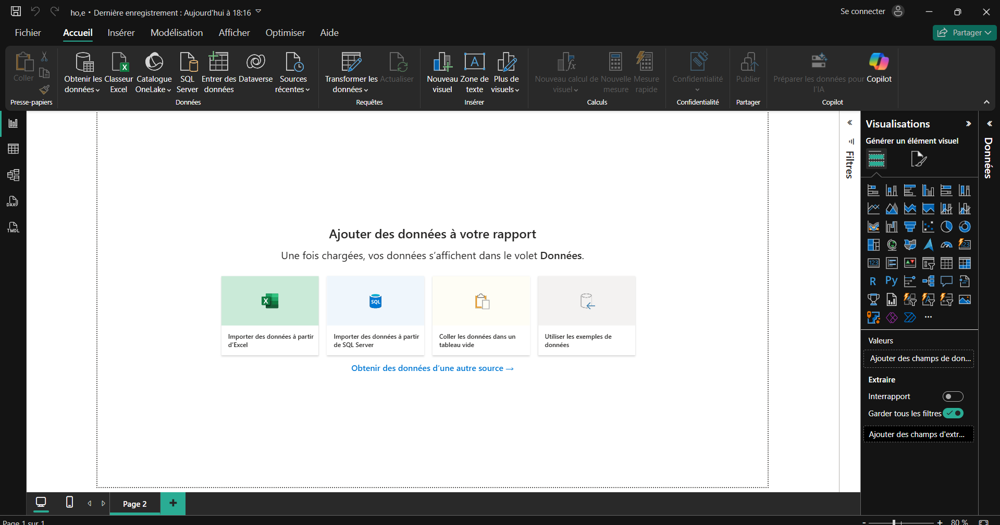 ho,e • Dernière enregistrement : Aujourd'hui à 18:16
Se connecter
Fichier
Accueil
Insérer
Modélisation
Afficher
Optimiser
Aide
Partager
Coller
Presse-papiers
Obtenir les
données
Classeur
Excel
Catalogue
OneLake
SQL
Server
Entrer des
données
Dataverse
Sources
récentes
Données
Transformer les
données
Actualiser
Requêtes
Nouveau
visuel
A
Zone de
texte
Plus de
visuels
Insérer
fx
Nouveau calcul de
visuel
Nouvelle
mesure
Mesure
rapide
Calculs
Confidentialité
Confidentialité
Publier
Partager
Préparer les données pour
l'IA
Copilot
Copilot
DAX
TMDL
Ajouter des données à votre rapport
Une fois chargées, vos données s’affichent dans le volet Données.
X
Importer des données à partir
d’Excel
SQL
Importer des données à partir
de SQL Server
Coller les données dans un
tableau vide
Utiliser les exemples de
données
Obtenir des données d’une autre source →
Filtres
Visualisations
Générer un élément visuel
123
123
R
Py
Valeurs
Ajouter des champs de don...
Extraire
Interrapport
Garder tous les filtres
Ajouter des champs d'extr...
Données
Page 2
+
Page 1 sur 1
- + 80 %